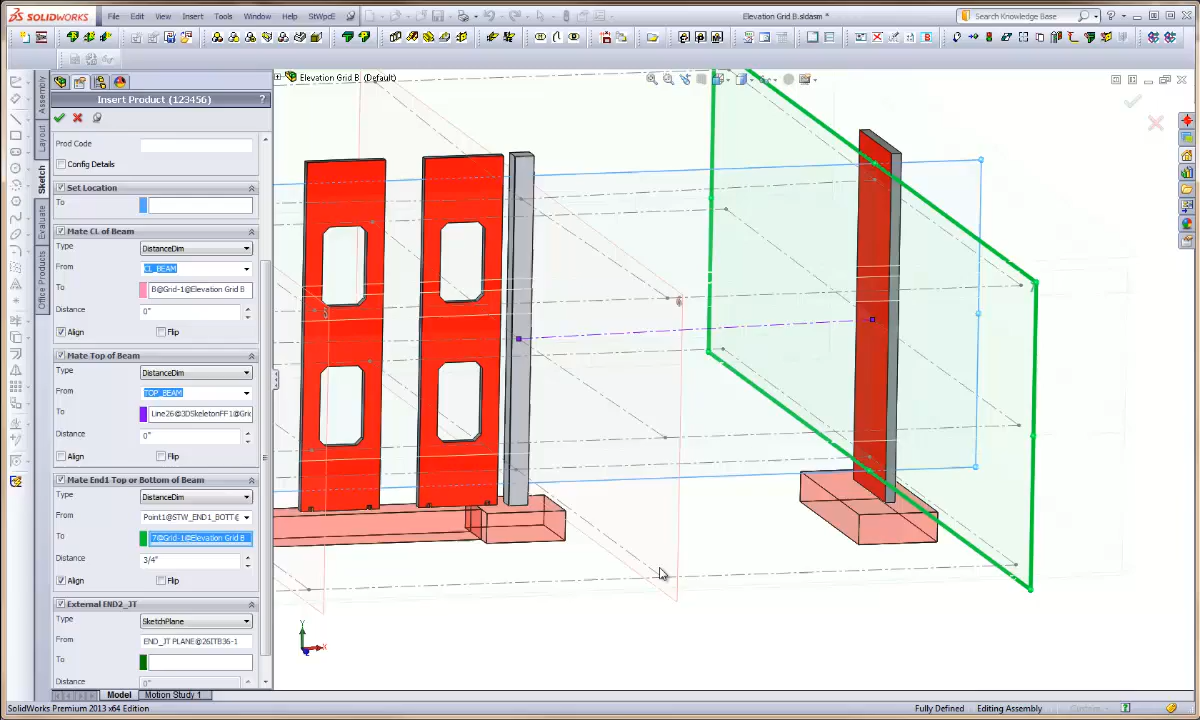 SOLIDWORKS File Edit View Insert Tools Window Help StWpcE Elevation Grid B.sldasm * Search Knowledge Base
Insert Product (123456) ?
Elevation Grid B (Default)
Assembly
Layout
Sketch
Evaluate
Office Products
Prod Code
Config Details
Set Location
To
Mate CL of Beam
Type DistanceDim
From CL_BEAM
To B@Grid-1@Elevation Grid B
Distance 0"
Align Flip
Mate Top of Beam
Type DistanceDim
From TOP_BEAM
To Line26@3DSkeletonFF1@Gri
Distance 0"
Align Flip
Mate End1 Top or Bottom of Beam
Type DistanceDim
From Point1@STW_END1_BOTT@
To 7@Grid-1@Elevation Grid B
Distance 3/4"
Align Flip
External END2_JT
Type SketchPlane
From END_JT PLANE@26ITB36-1
To
Distance 0"
Y
X
Model Motion Study 1
SolidWorks Premium 2013 x64 Edition Fully Defined Editing Assembly Custom